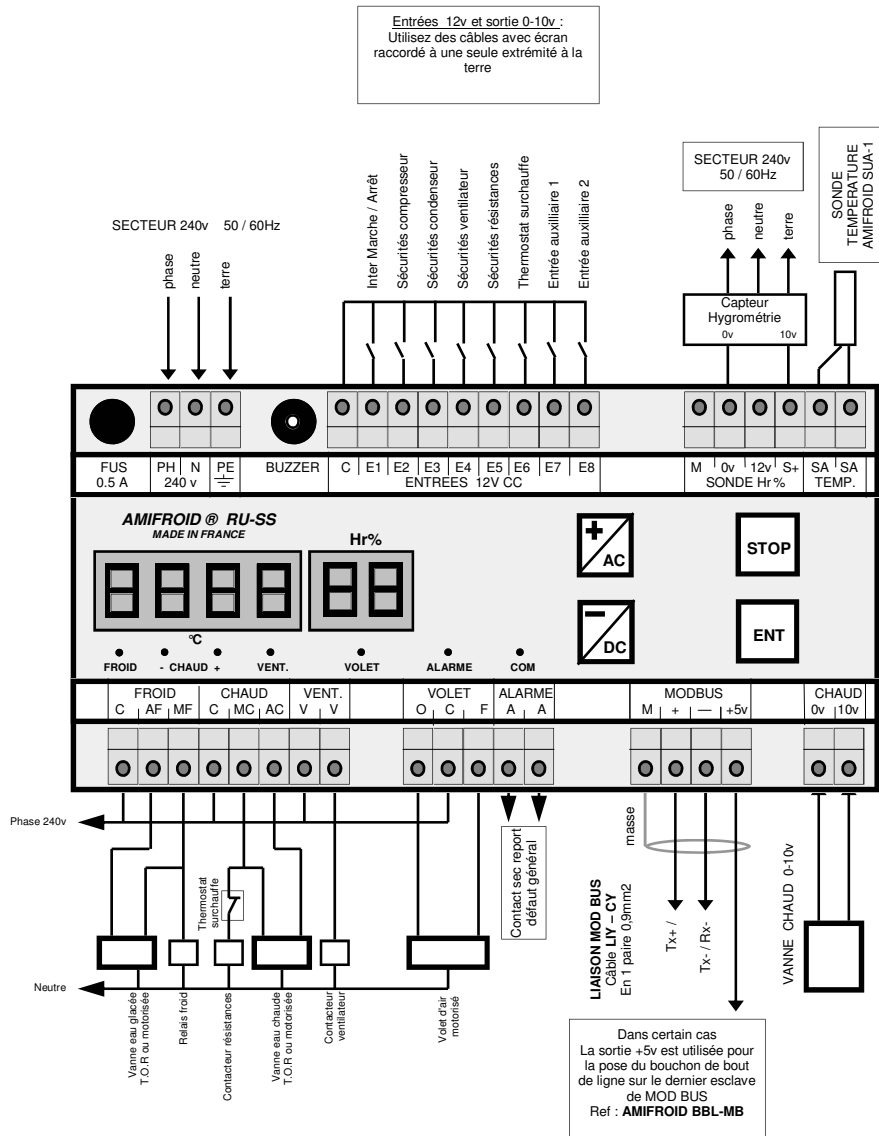 Entrées 12v et sortie 0-10v :
Utilisez des câbles avec écran
raccordé à une seule extrémité à la
terre
SECTEUR 240v 50 / 60Hz
phase
neutre
terre
Inter Marche / Arrêt
Sécurités compresseur
Sécurités condenseur
Sécurités ventilateur
Sécurités résistances
Thermostat surchauffe
Entrée auxilliaire 1
Entrée auxilliaire 2
SECTEUR 240v
50 / 60Hz
phase
neutre
terre
Capteur
Hygrométrie
0v 10v
SONDE
TEMPERATURE
AMIFROID SUA-1
FUS
0.5 A
PH N PE
240 v
BUZZER
C E1 E2 E3 E4 E5 E6 E7 E8
ENTREES 12V CC
M 0v 12v S+
SONDE Hr%
SA SA
TEMP.
AMIFROID ® RU-SS
MADE IN FRANCE
Hr%
8888
88
°C
+
AC
STOP
-
DC
ENT
FROID - CHAUD + VENT. VOLET ALARME COM
FROID CHAUD VENT. VOLET ALARME MODBUS CHAUD
C AF MF C MC AC V V O C F A A M + — +5v 0v 10v
Phase 240v
Thermostat
surchauffe
Neutre
Vanne eau glacée
T.O.R ou motorisée
Relais froid
Contacteur résistances
Vanne eau chaude
T.O.R ou motorisée
Contacteur
ventilateur
Volet d'air
motorisé
Contact sec report
défaut général
masse
LIAISON MOD BUS
Câble LIY – CY
En 1 paire 0,9mm2
Tx+ /
Tx- / Rx-
VANNE CHAUD 0-10v
Dans certain cas
La sortie +5v est utilisée pour
la pose du bouchon de bout
de ligne sur le dernier esclave
de MOD BUS
Ref : AMIFROID BBL-MB